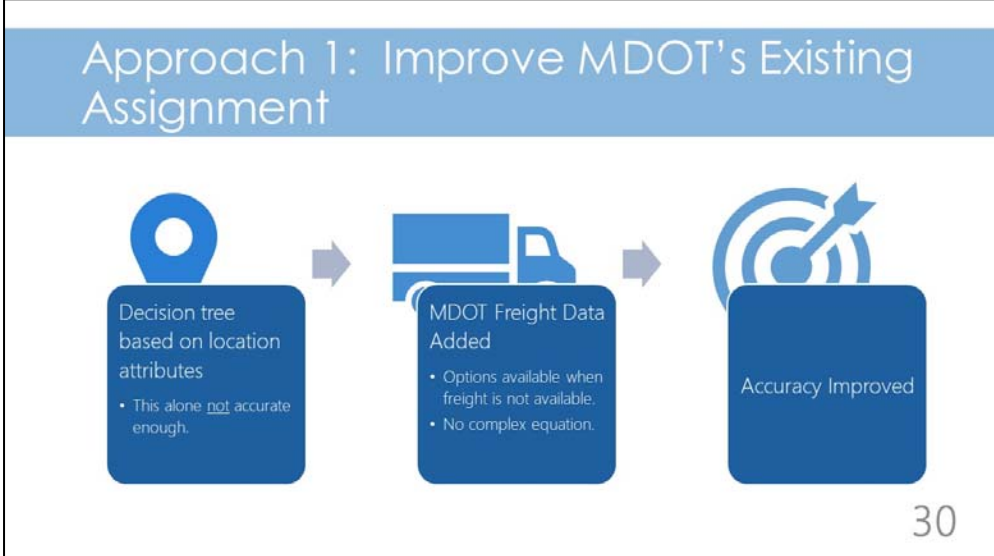 Approach 1: Improve MDOT's Existing
Assignment
Decision tree
based on location
attributes
• This alone not accurate
enough.
MDOT Freight Data
Added
• Options available when
freight is not available.
• No complex equation.
Accuracy Improved
30